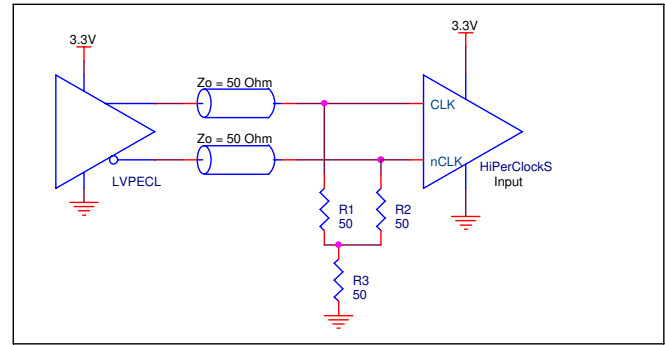 3.3V
3.3V
Zo = 50 Ohm
CLK
Zo = 50 Ohm
nCLK
LVPECL
HiPerClockS
Input
R1
50
R2
50
R3
50